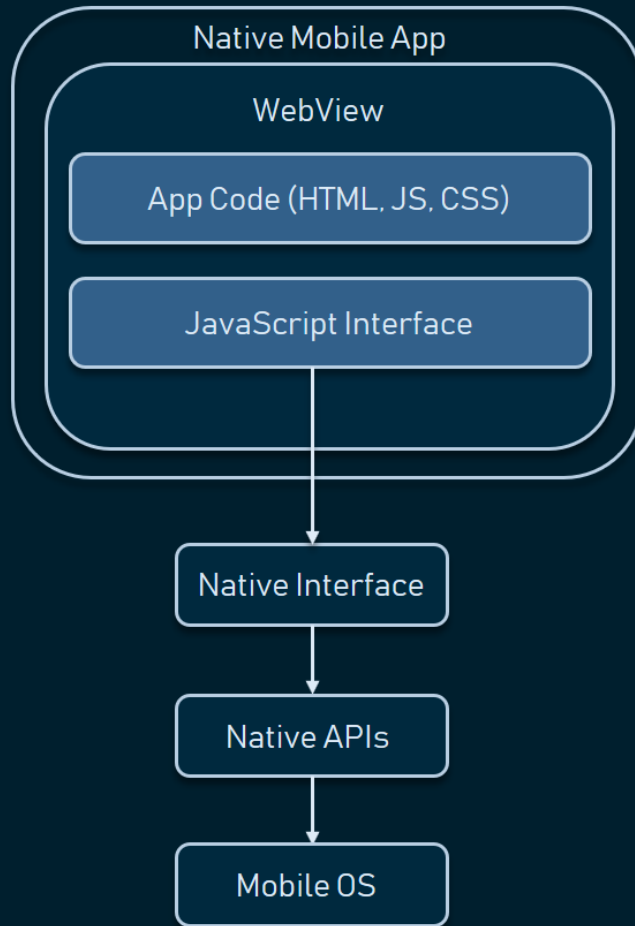 Native Mobile App
WebView
App Code (HTML, JS, CSS)
JavaScript Interface
Native Interface
Native APIs
Mobile OS